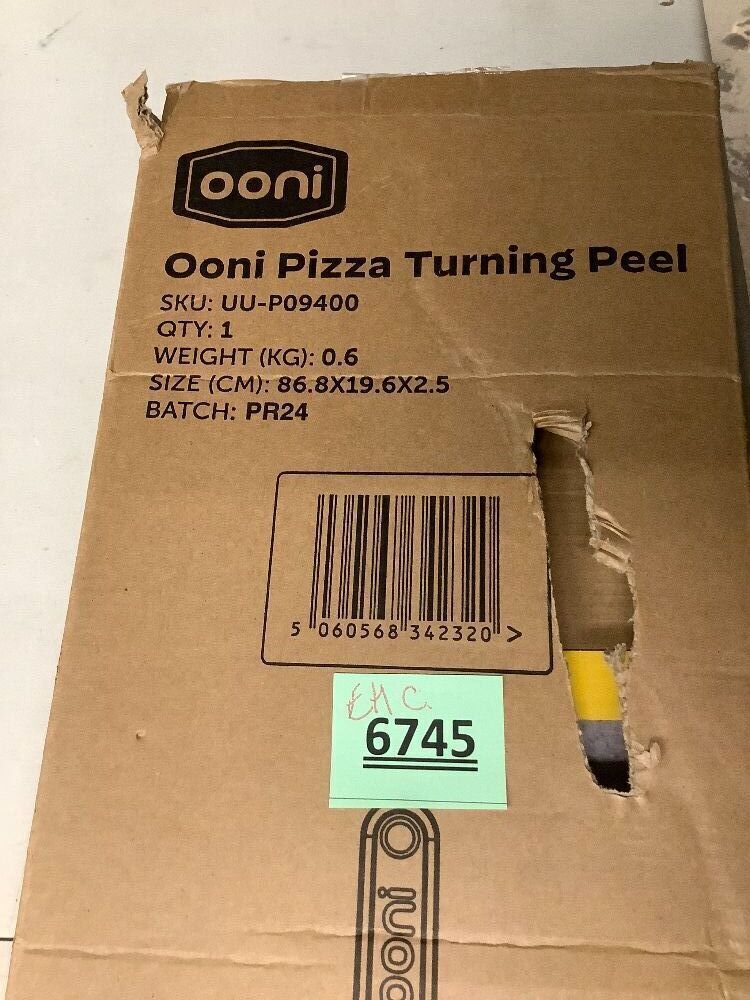 ooni
Ooni Pizza Turning Peel
SKU: UU-P09400
QTY: 1
WEIGHT (KG): 0.6
SIZE (CM): 86.8X19.6X2.5
BATCH: PR24
5 060568 342320 >
6745
ooni